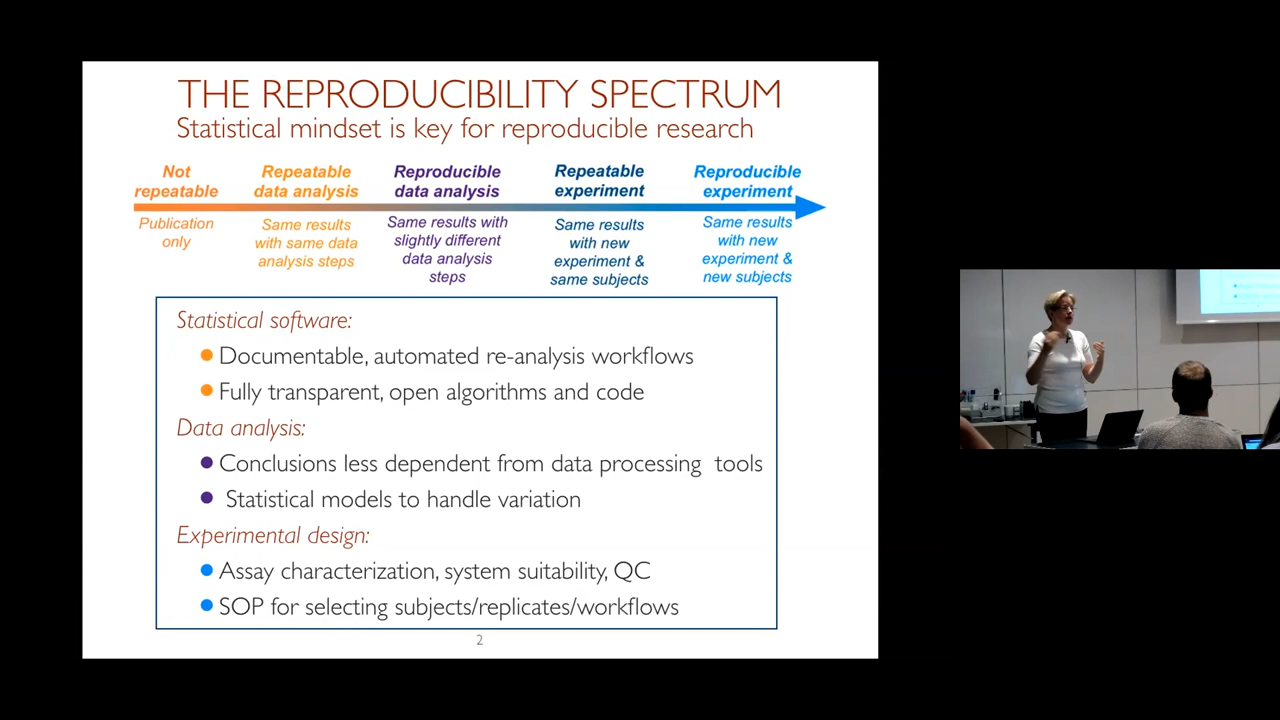 THE REPRODUCIBILITY SPECTRUM
Statistical mindset is key for reproducible research
Not
repeatable
Repeatable
data analysis
Reproducible
data analysis
Repeatable
experiment
Reproducible
experiment
Publication
only
Same results
with same data
analysis steps
Same results with
slightly different
data analysis
steps
Same results
with new
experiment &
same subjects
Same results
with new
experiment &
new subjects
Statistical software:
Documentable, automated re-analysis workflows
Fully transparent, open algorithms and code
Data analysis:
Conclusions less dependent from data processing tools
Statistical models to handle variation
Experimental design:
Assay characterization, system suitability, QC
SOP for selecting subjects/replicates/workflows
2